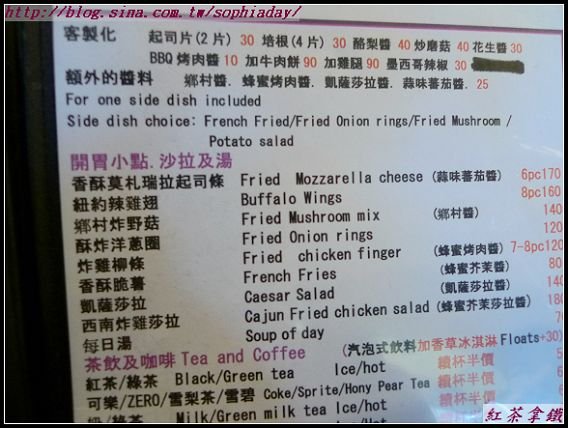 http://blog.sina.com.tw/sophiaday/
客製化 起司片(2片) 30 培根(4片) 30 酪梨醬 40 炒磨菇 40 花生醬 30
BBQ 烤肉醬 10 加牛肉餅 90 加雞腿 90 墨西哥辣椒 30
額外的醬料 鄉村醬. 蜂蜜烤肉醬. 凱薩莎拉醬. 蒜味蕃茄醬. 25
For one side dish included
Side dish choice: French Fried/Fried Onion rings/Fried Mushroom /
Potato salad
開胃小點.沙拉及湯
香酥莫札瑞拉起司條 Fried Mozzarella cheese (蒜味蕃茄醬) 6pc170
紐約辣雞翅 Buffalo Wings 8pc160
鄉村炸野菇 Fried Mushroom mix (鄉村醬) 140
酥炸洋蔥圈 Fried Onion rings 120
炸雞柳條 Fried chicken finger (蜂蜜烤肉醬) 7-8pc120
香酥脆薯 French Fries (蜂蜜芥茉醬) 80
凱薩莎拉 Caesar Salad (凱薩莎拉醬) 140
西南炸雞莎拉 Cajun Fried chicken salad (蜂蜜芥茉醬) 180
每日湯 Soup of day
茶飲及咖啡 Tea and Coffee (汽泡式飲料加香草冰淇淋 Floats+30)
紅茶/綠茶 Black/Green tea Ice/hot 續杯半價
可樂/ZERO/雪梨茶/雪碧 Coke/Sprite/Hony Pear Tea 續杯半價
奶/綠茶 Milk/Green milk tea Ice/hot 續杯半價
紅茶拿鐵